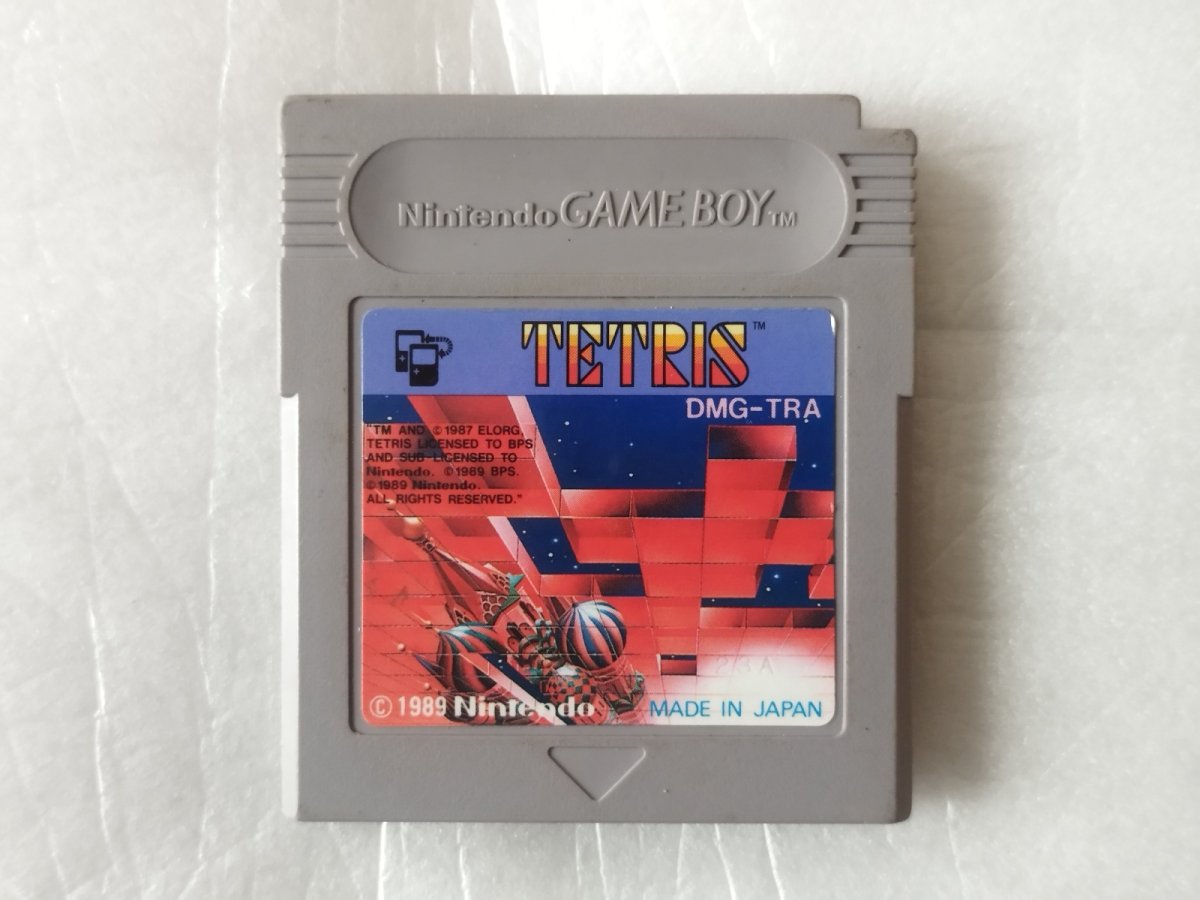 Nintendo GAME BOY TM
TETRIS ™
DMG-TRA
"TM AND © 1987 ELORG,
TETRIS LICENSED TO BPS
AND SUB-LICENSED TO
Nintendo. © 1989 BPS.
© 1989 Nintendo.
ALL RIGHTS RESERVED."
23A
© 1989 Nintendo
MADE IN JAPAN